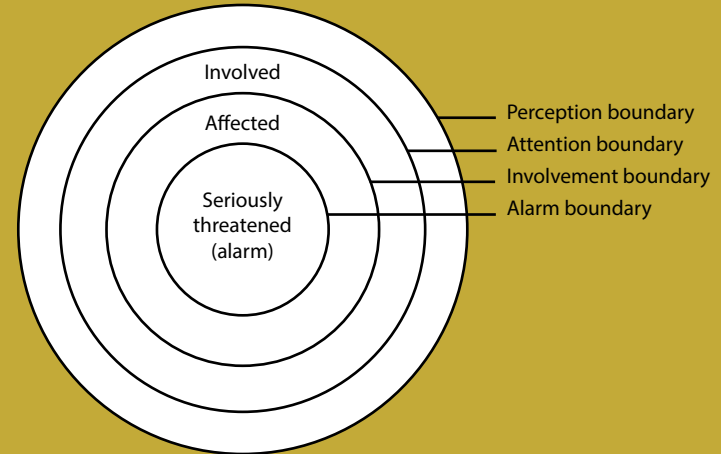 Involved
Affected
Seriously
threatened
(alarm)
Perception boundary
Attention boundary
Involvement boundary
Alarm boundary